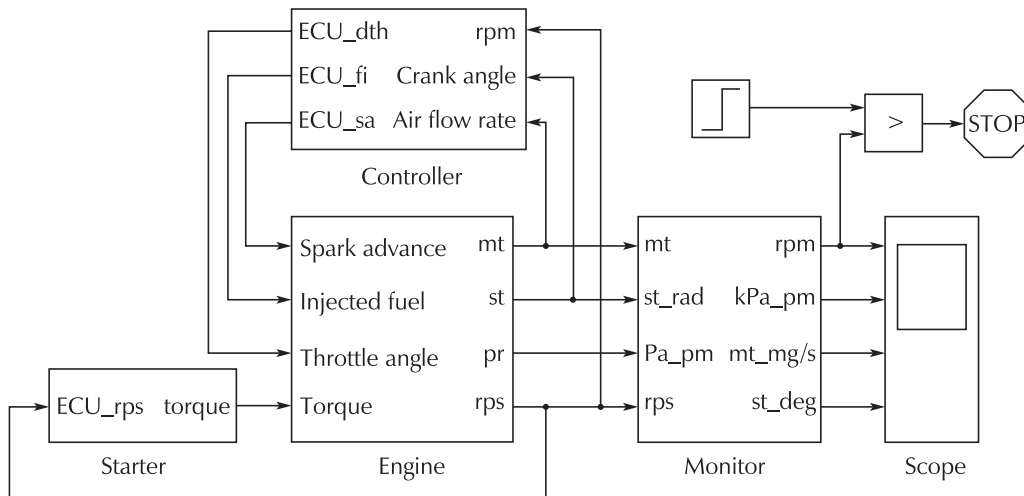 ECU_dth rpm
ECU_fi Crank angle
ECU_sa Air flow rate
Controller
>
STOP
Spark advance mt
Injected fuel st
Throttle angle pr
Torque rps
Engine
ECU_rps torque
Starter
mt rpm
st_rad kPa_pm
Pa_pm mt_mg/s
rps st_deg
Monitor
Scope